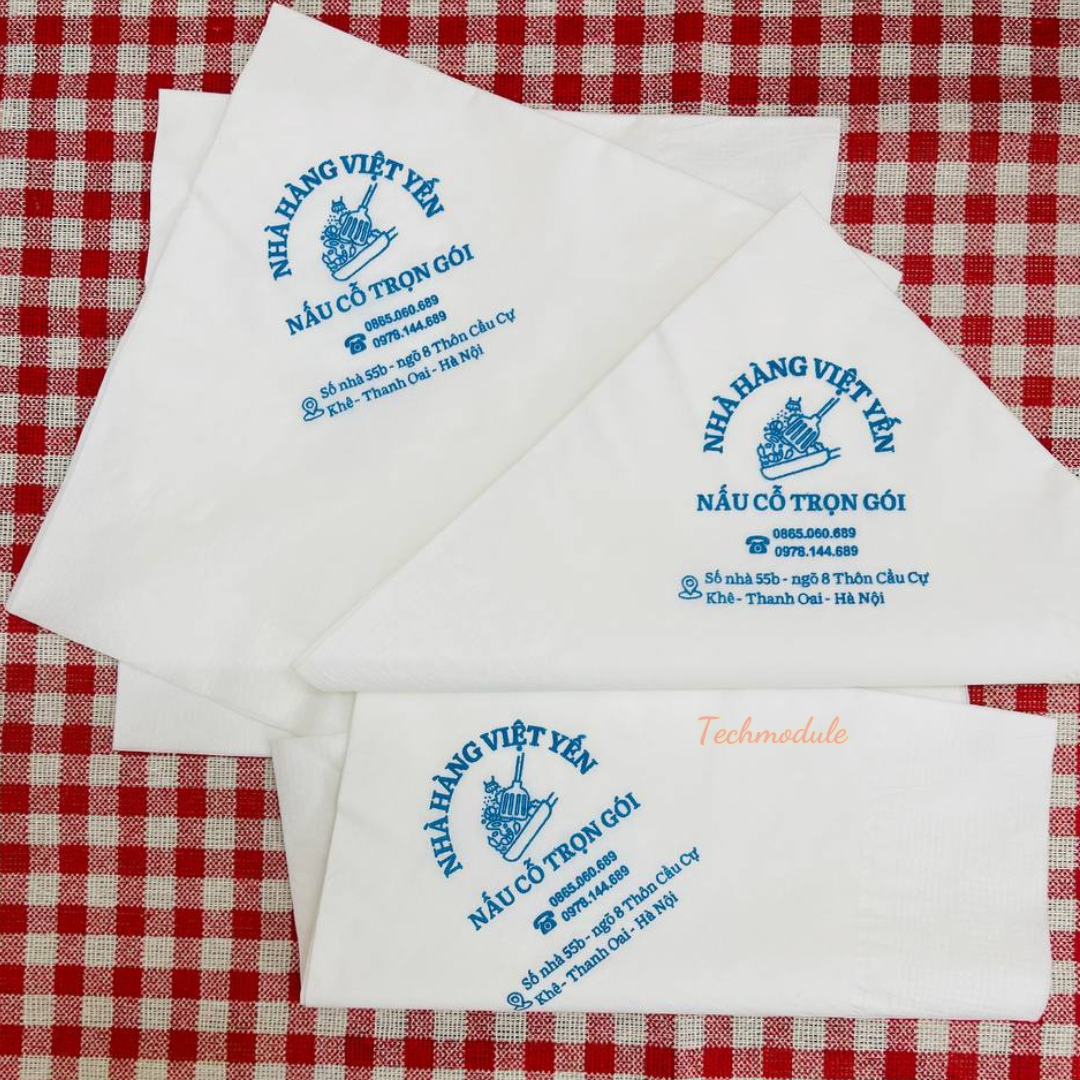 NHÀ HÀNG VIỆT YẾN
NẤU CỖ TRỌN GÓI
0865.060.689
0978.144.689
Số nhà 55b - ngõ 8 Thôn Cầu Cự
Khê - Thanh Oai - Hà Nội
NHÀ HÀNG VIỆT YẾN
NẤU CỖ TRỌN GÓI
0865.060.689
0978.144.689
Số nhà 55b - ngõ 8 Thôn Cầu Cự
Khê - Thanh Oai - Hà Nội
Techmodule
NHÀ HÀNG VIỆT YẾN
NẤU CỖ TRỌN GÓI
0865.060.689
0978.144.689
Số nhà 55b - ngõ 8 Thôn Cầu Cự
Khê - Thanh Oai - Hà Nội